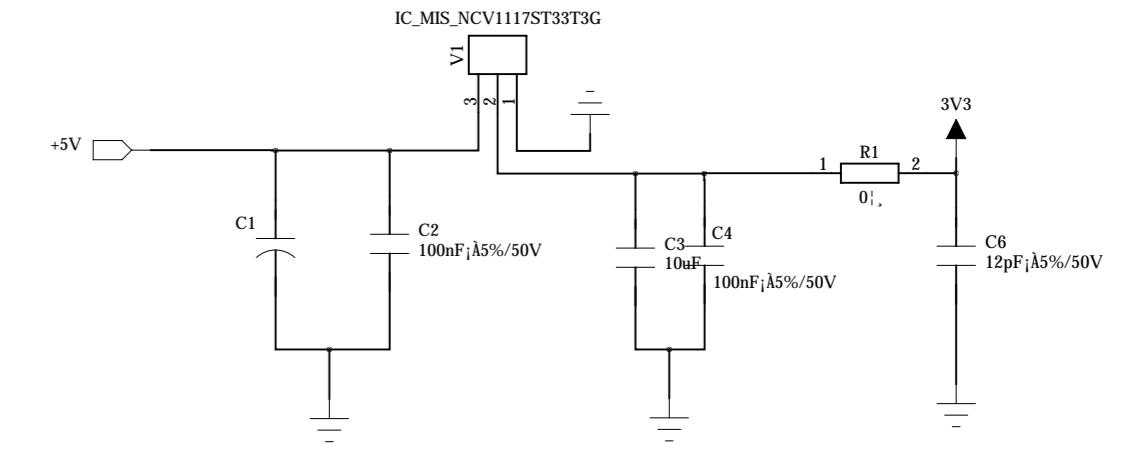 IC_MIS_NCV1117ST33T3G
V1
3
2
1
+5V
3V3
1
R1
2
0¦¸
C1
C2
100nF¡À5%/50V
C3
10uF
C4
100nF¡À5%/50V
C6
12pF¡À5%/50V